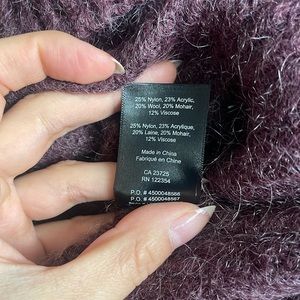 25% Nylon, 23% Acrylic,
20% Wool, 20% Mohair,
12% Viscose
25% Nylon, 23% Acrylique,
20% Laine, 20% Mohair,
12% Viscose
Made in China
Fabriqué en Chine
CA 23725
RN 122354
P.O. # 4500048566
P.O. # 4500048567